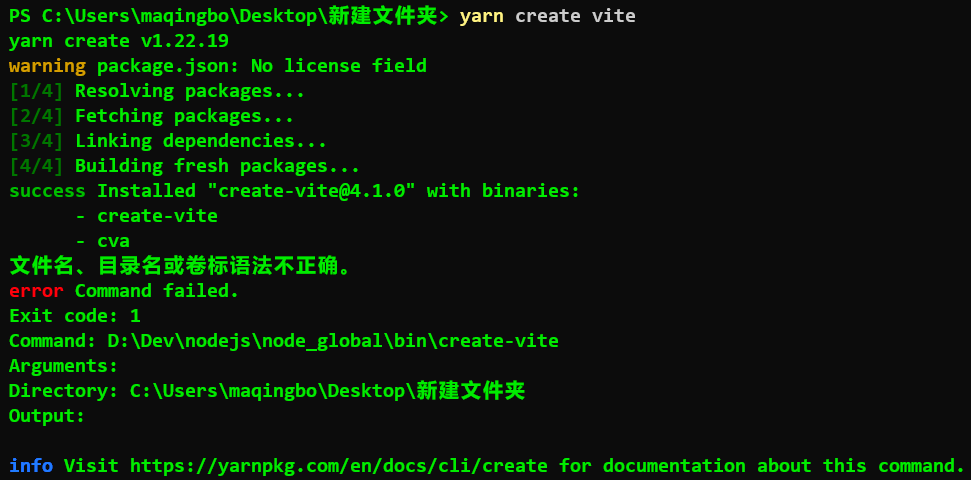 PS C:\Users\maqingbo\Desktop\新建文件夹> yarn create vite
yarn create v1.22.19
warning package.json: No license field
[1/4] Resolving packages...
[2/4] Fetching packages...
[3/4] Linking dependencies...
[4/4] Building fresh packages...
success Installed "create-vite@4.1.0" with binaries:
      - create-vite
      - cva
文件名、目录名或卷标语法不正确。
error Command failed.
Exit code: 1
Command: D:\Dev\nodejs\node_global\bin\create-vite
Arguments:
Directory: C:\Users\maqingbo\Desktop\新建文件夹
Output:

info Visit https://yarnpkg.com/en/docs/cli/create for documentation about this command.